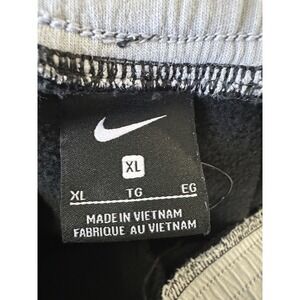 XL
XL TG EG
MADE IN VIETNAM
FABRIQUE AU VIETNAM